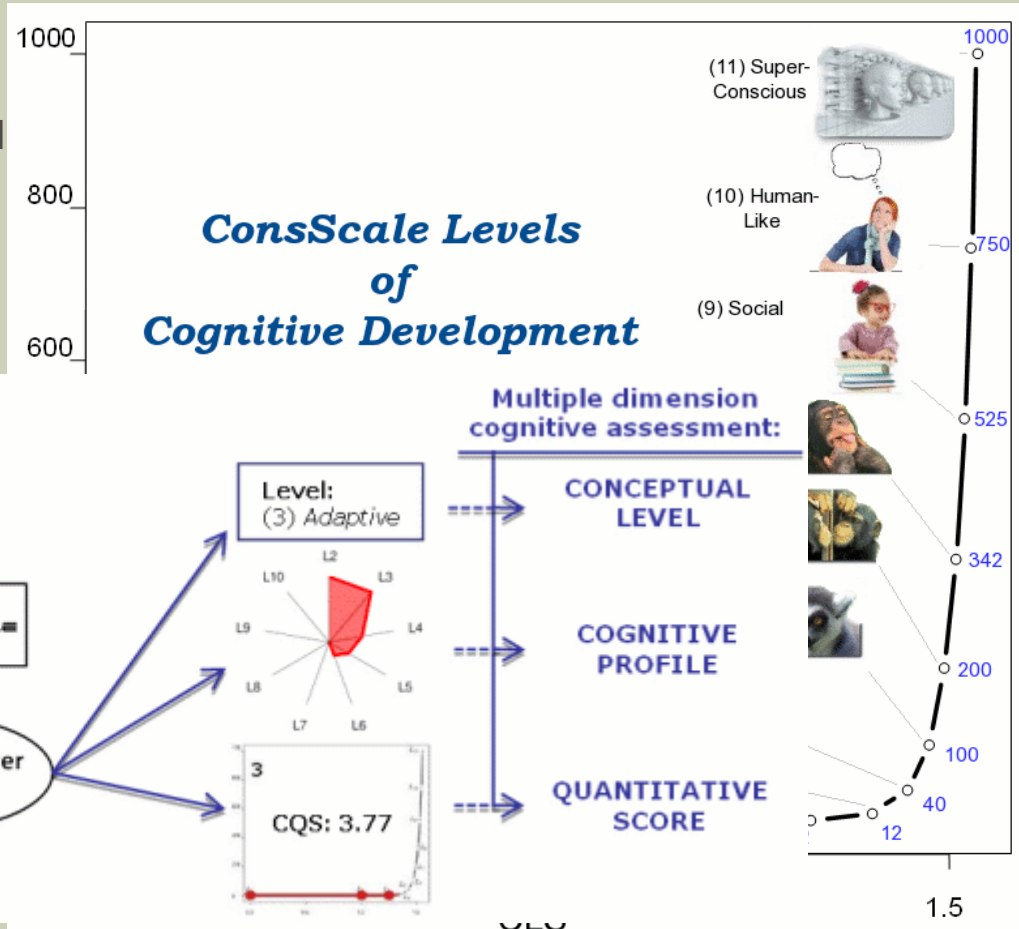 1000
800
600
ConsScale Levels
of
Cognitive Development
(11) Super-
Conscious
(10) Human-
Like
(9) Social
1000
750
525
342
200
100
40
12
1.5
Multiple dimension
cognitive assessment:
Level:
(3) Adaptive
CONCEPTUAL
LEVEL
L2
L3
L4
L5
L6
L7
L8
L9
L10
COGNITIVE
PROFILE
er
3
CQS: 3.77
QUANTITATIVE
SCORE